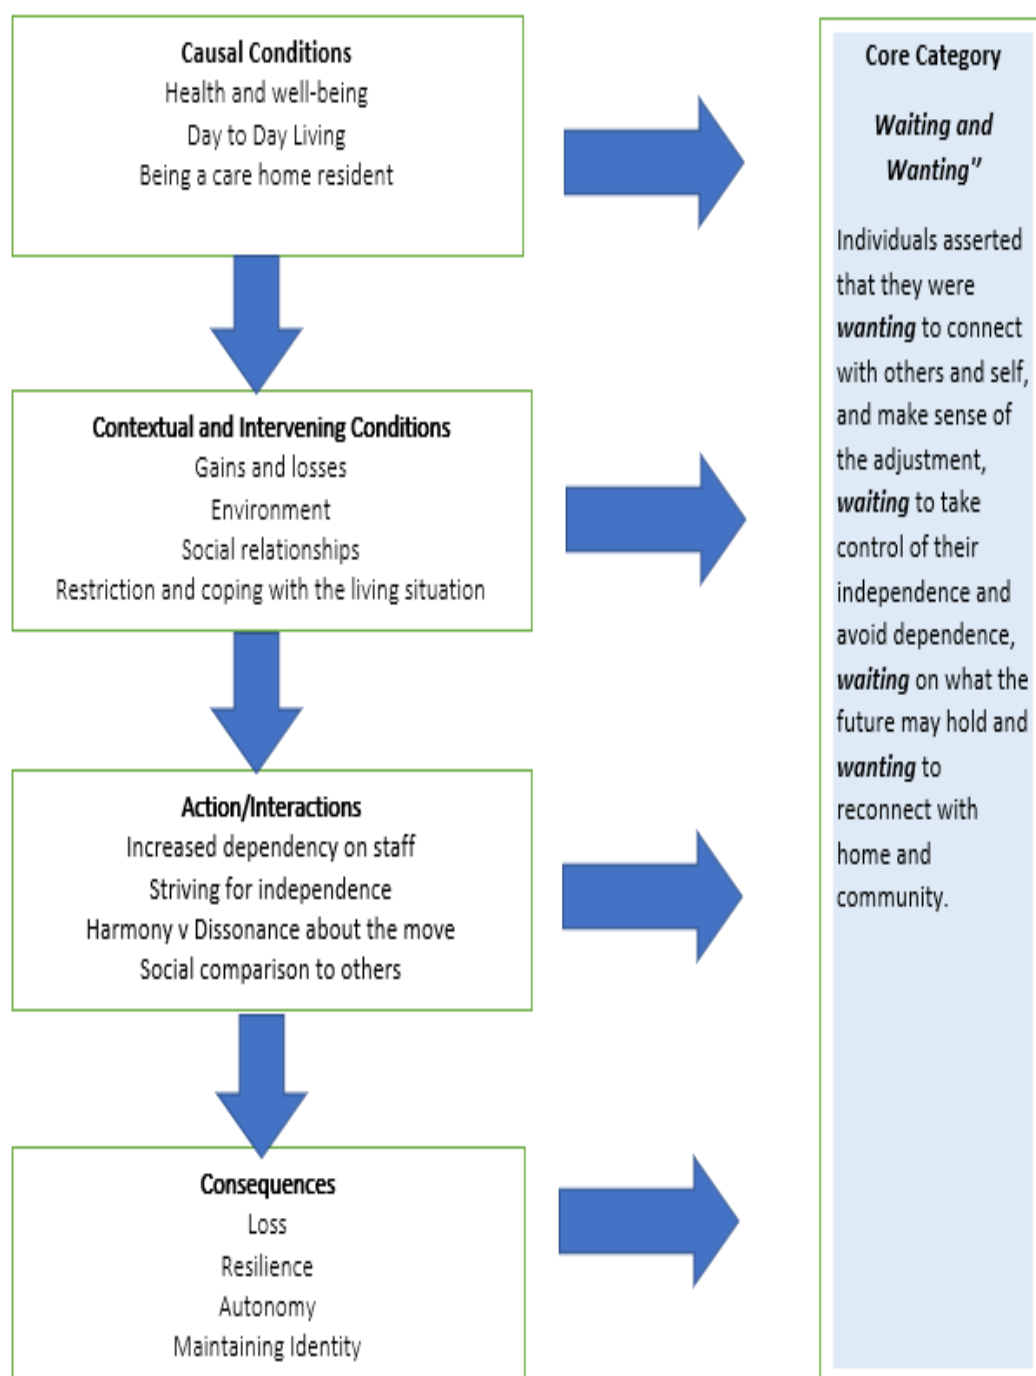 Causal Conditions
Health and well-being
Day to Day Living
Being a care home resident
Contextual and Intervening Conditions
Gains and losses
Environment
Social relationships
Restriction and coping with the living situation
Action/Interactions
Increased dependency on staff
Striving for independence
Harmony v Dissonance about the move
Social comparison to others
Consequences
Loss
Resilience
Autonomy
Maintaining Identity
Core Category
Waiting and
Wanting"
Individuals asserted
that they were
wanting to connect
with others and self,
and make sense of
the adjustment,
waiting to take
control of their
independence and
avoid dependence,
waiting on what the
future may hold and
wanting to
reconnect with
home and
community.